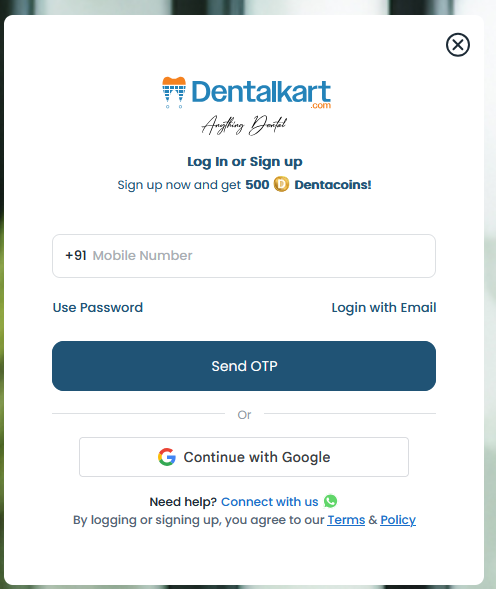 Dentalkart
.com
Anything Dental
Log In or Sign up
Sign up now and get 500 D Dentacoins!
+91 Mobile Number
Use Password Login with Email
Send OTP
Or
Continue with Google
Need help? Connect with us
By logging or signing up, you agree to our Terms & Policy